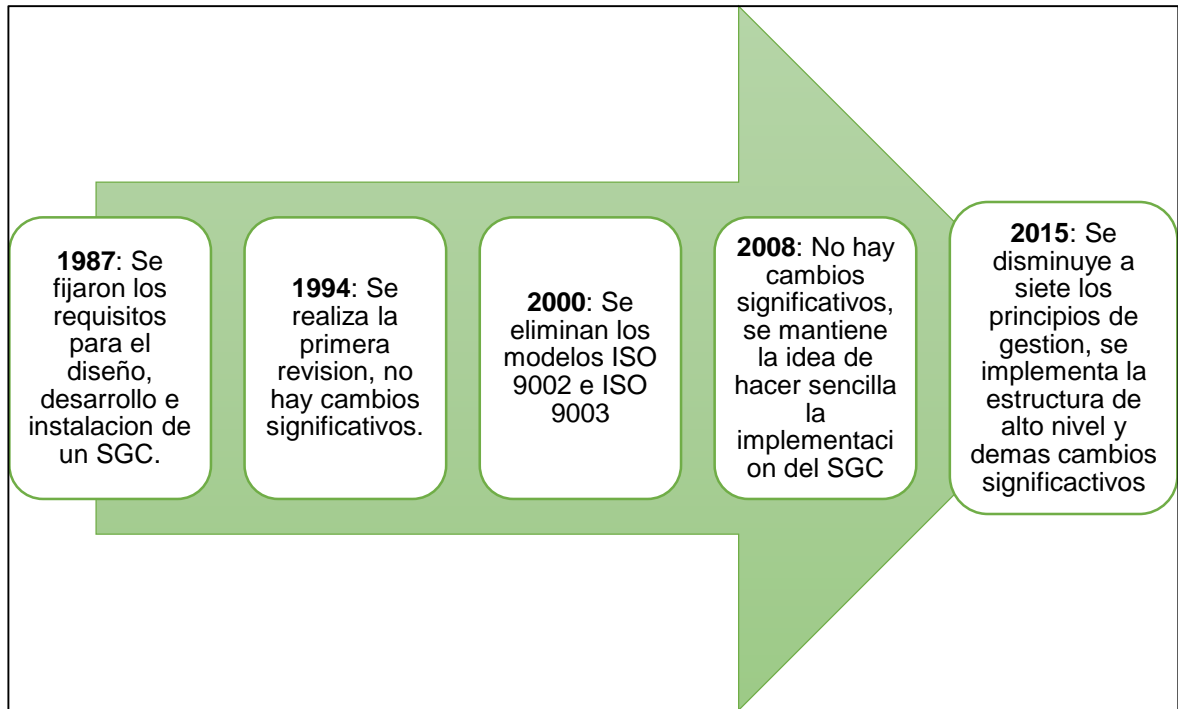 1987: Se
fijaron los
requisitos
para el
diseño,
desarrollo e
instalacion de
un SGC.
1994: Se
realiza la
primera
revision, no
hay cambios
significativos.
2000: Se
eliminan los
modelos ISO
9002 e ISO
9003
2008: No hay
cambios
significativos,
se mantiene
la idea de
hacer sencilla
la
implementaci
on del SGC
2015: Se
disminuye a
siete los
principios de
gestion, se
implementa la
estructura de
alto nivel y
demas cambios
significactivos